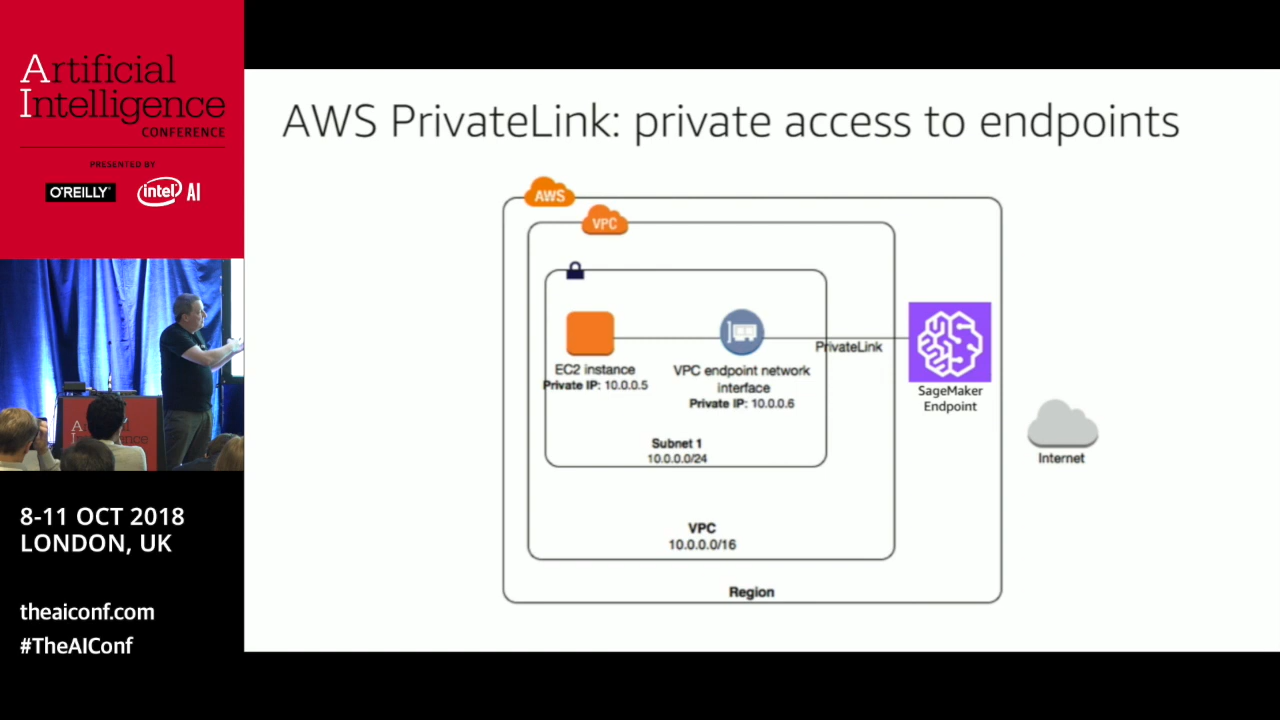 Artificial
Intelligence
CONFERENCE
PRESENTED BY
O'REILLY
intel AI
8-11 OCT 2018
LONDON, UK
theaiconf.com
#TheAIConf
AWS PrivateLink: private access to endpoints
AWS
VPC
EC2 instance
Private IP: 10.0.0.5
VPC endpoint network
interface
Private IP: 10.0.0.6
PrivateLink
SageMaker
Endpoint
Internet
Subnet 1
10.0.0.0/24
VPC
10.0.0.0/16
Region
Artificial
Intelligence